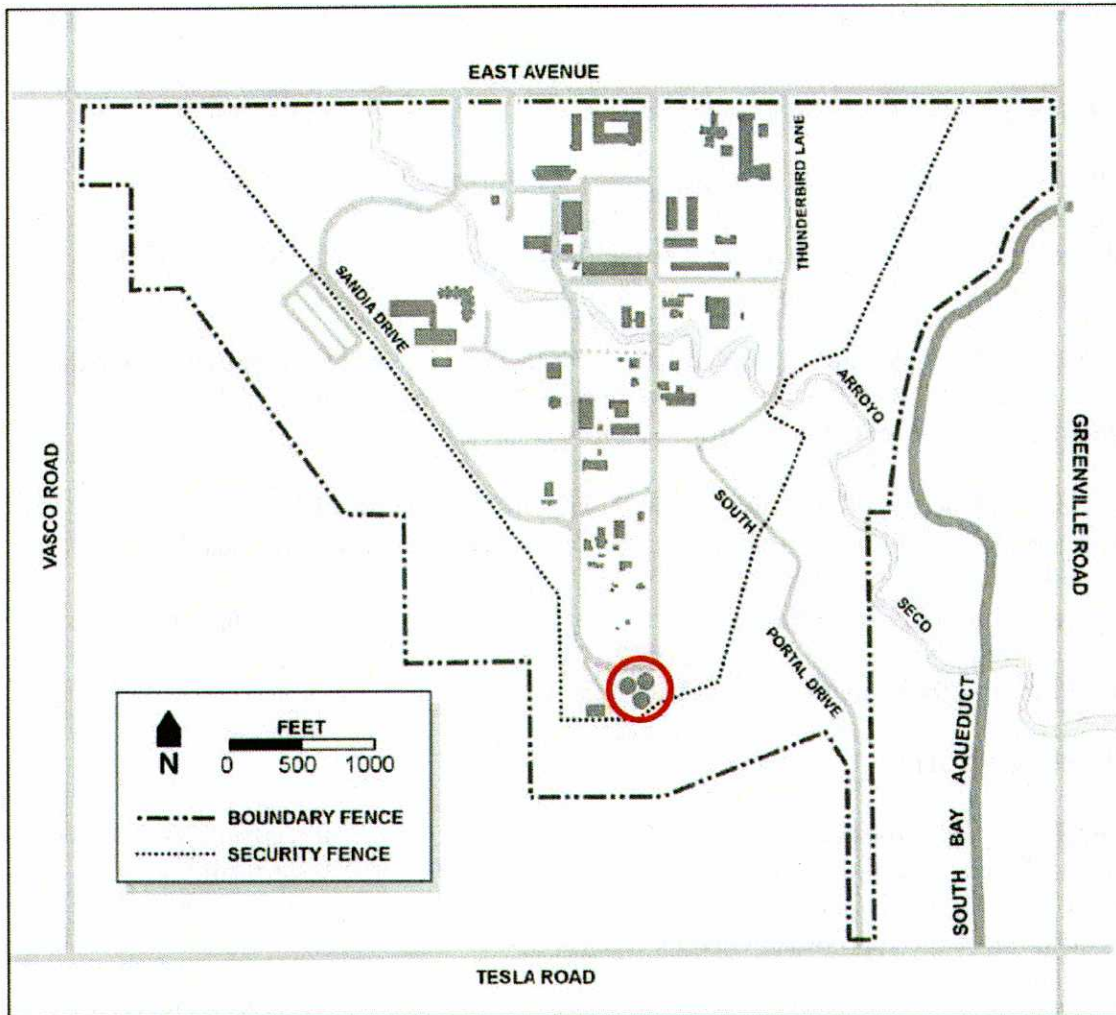 EAST AVENUE
THUNDERBIRD LANE
SANDIA DRIVE
ARROYO
VASCO ROAD
GREENVILLE ROAD
SOUTH
SECO
PORTAL DRIVE
SOUTH BAY AQUEDUCT
N
FEET
0 500 1000
BOUNDARY FENCE
SECURITY FENCE
TESLA ROAD